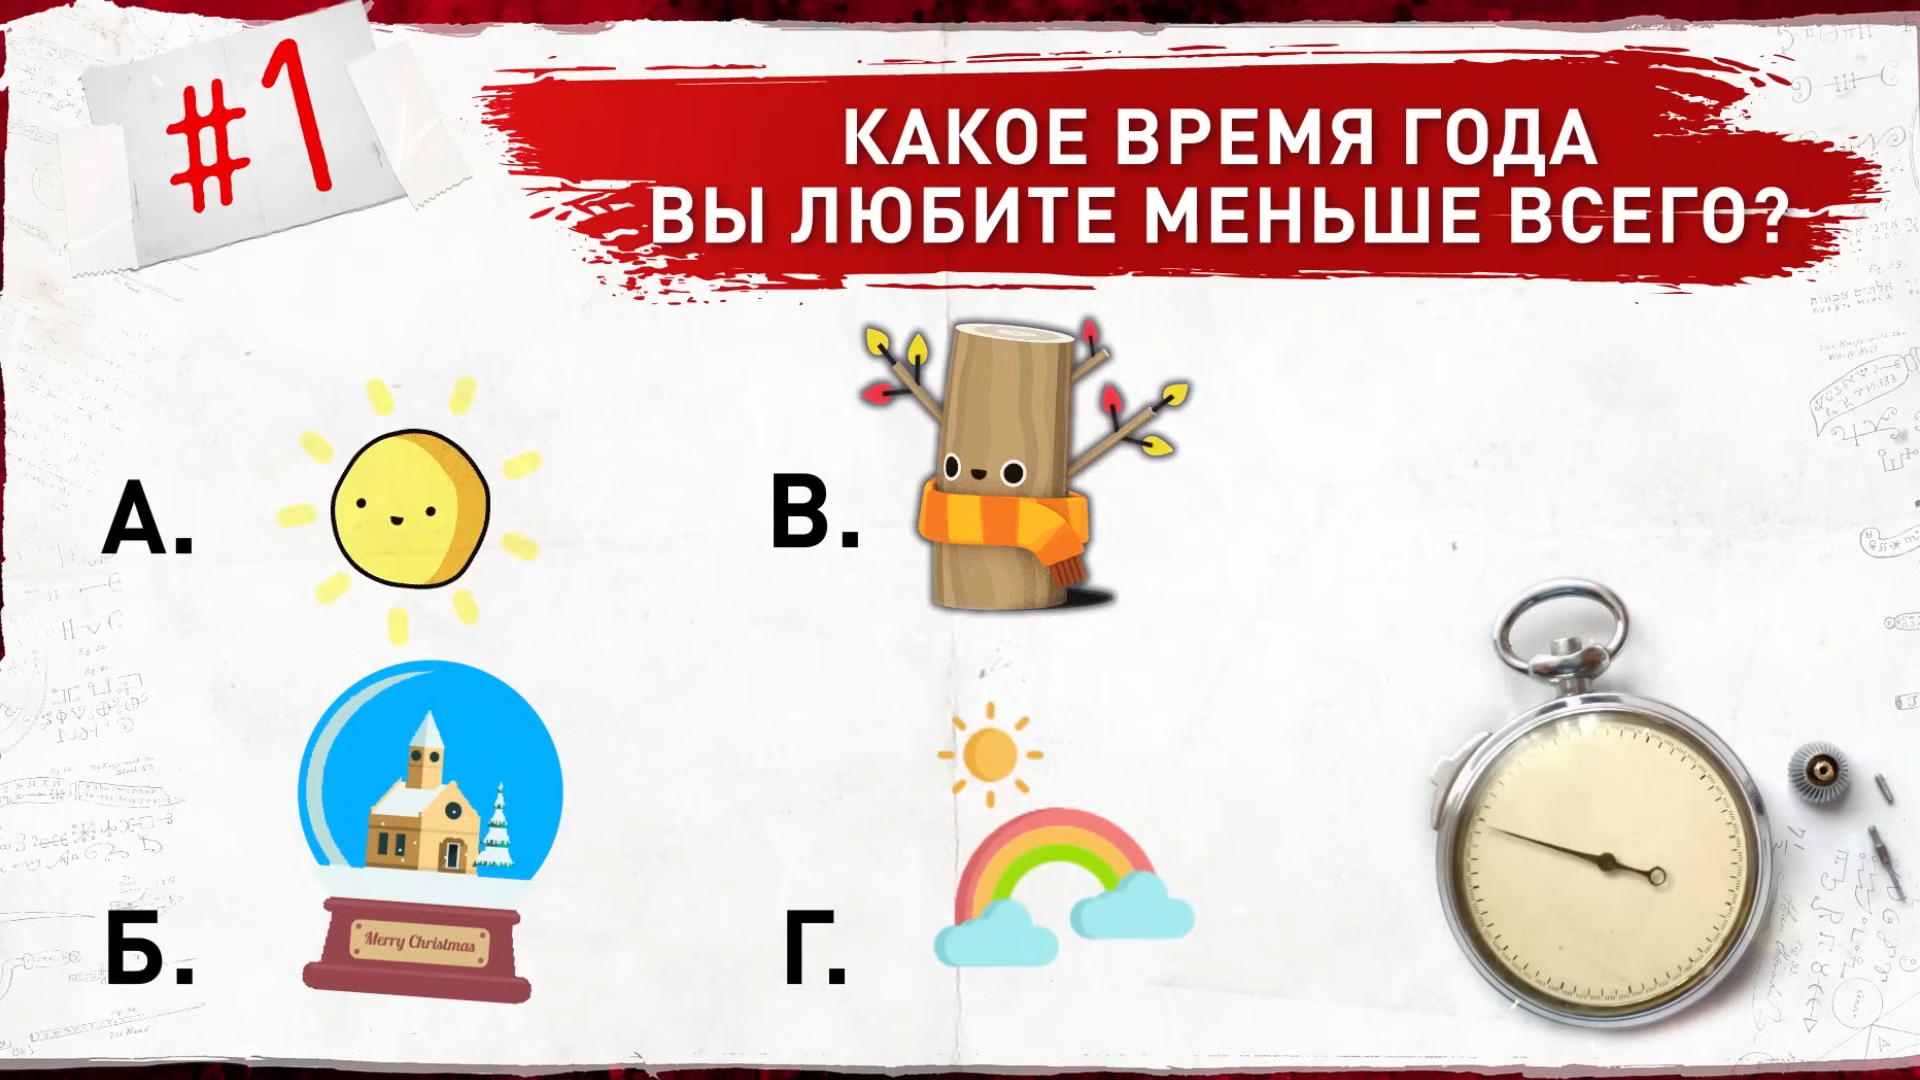 #1
КАКОЕ ВРЕМЯ ГОДА
ВЫ ЛЮБИТЕ МЕНЬШЕ ВСЕГО?
А.
В.
Б.
Merry Christmas
Г.